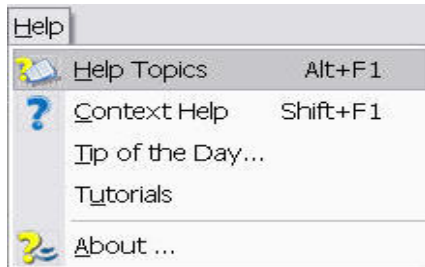 Help
Help Topics Alt+F1
Context Help Shift+F1
Tip of the Day...
Tutorials
About ...